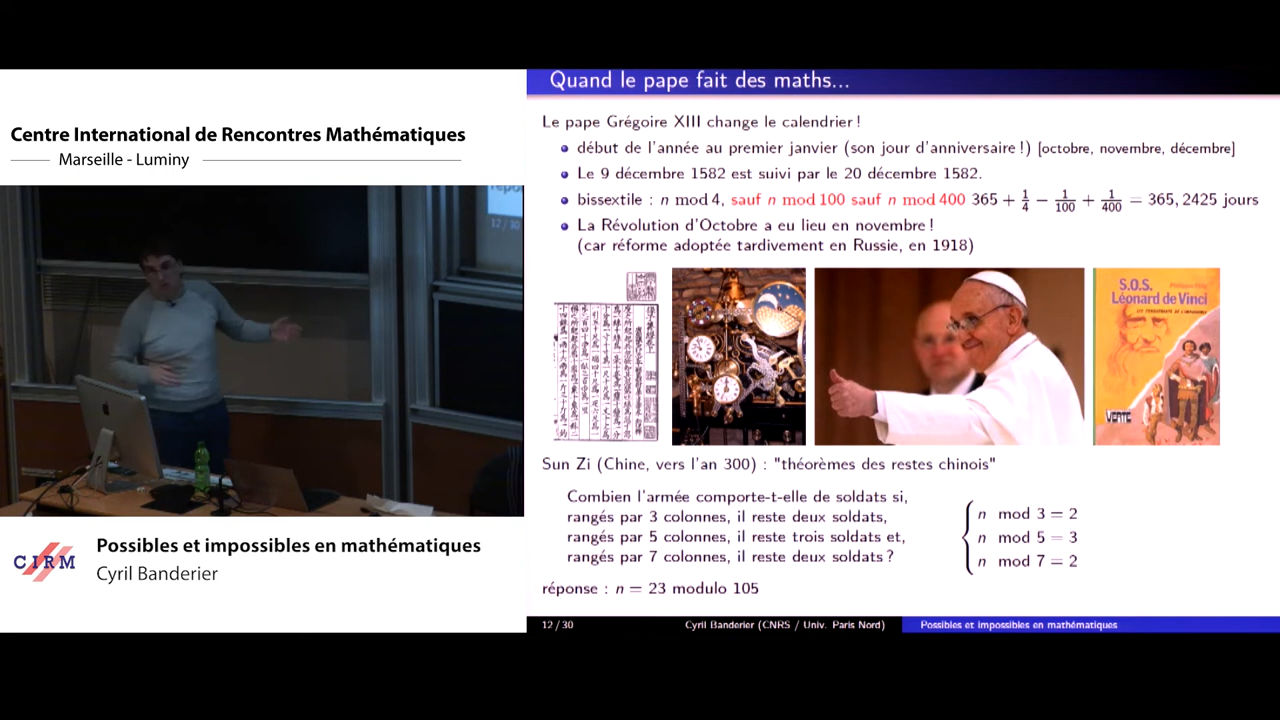 Centre International de Rencontres Mathématiques
Marseille - Luminy
CIRM
Possibles et impossibles en mathématiques
Cyril Banderier
Quand le pape fait des maths...
Le pape Grégoire XIII change le calendrier !
début de l'année au premier janvier (son jour d'anniversaire !) [octobre, novembre, décembre]
Le 9 décembre 1582 est suivi par le 20 décembre 1582.
bissextile : n mod 4, sauf n mod 100 sauf n mod 400 365 + 1/4 − 1/100 + 1/400 = 365, 2425 jours
La Révolution d'Octobre a eu lieu en novembre !
(car réforme adoptée tardivement en Russie, en 1918)
S.O.S.
Léonard de Vinci
VERTE
Sun Zi (Chine, vers l'an 300) : "théorèmes des restes chinois"
Combien l'armée comporte-t-elle de soldats si,
rangés par 3 colonnes, il reste deux soldats,
rangés par 5 colonnes, il reste trois soldats et,
rangés par 7 colonnes, il reste deux soldats ?
n mod 3 = 2
n mod 5 = 3
n mod 7 = 2
réponse : n = 23 modulo 105
12 / 30
Cyril Banderier (CNRS / Univ. Paris Nord)
Possibles et impossibles en mathématiques
12 / 30